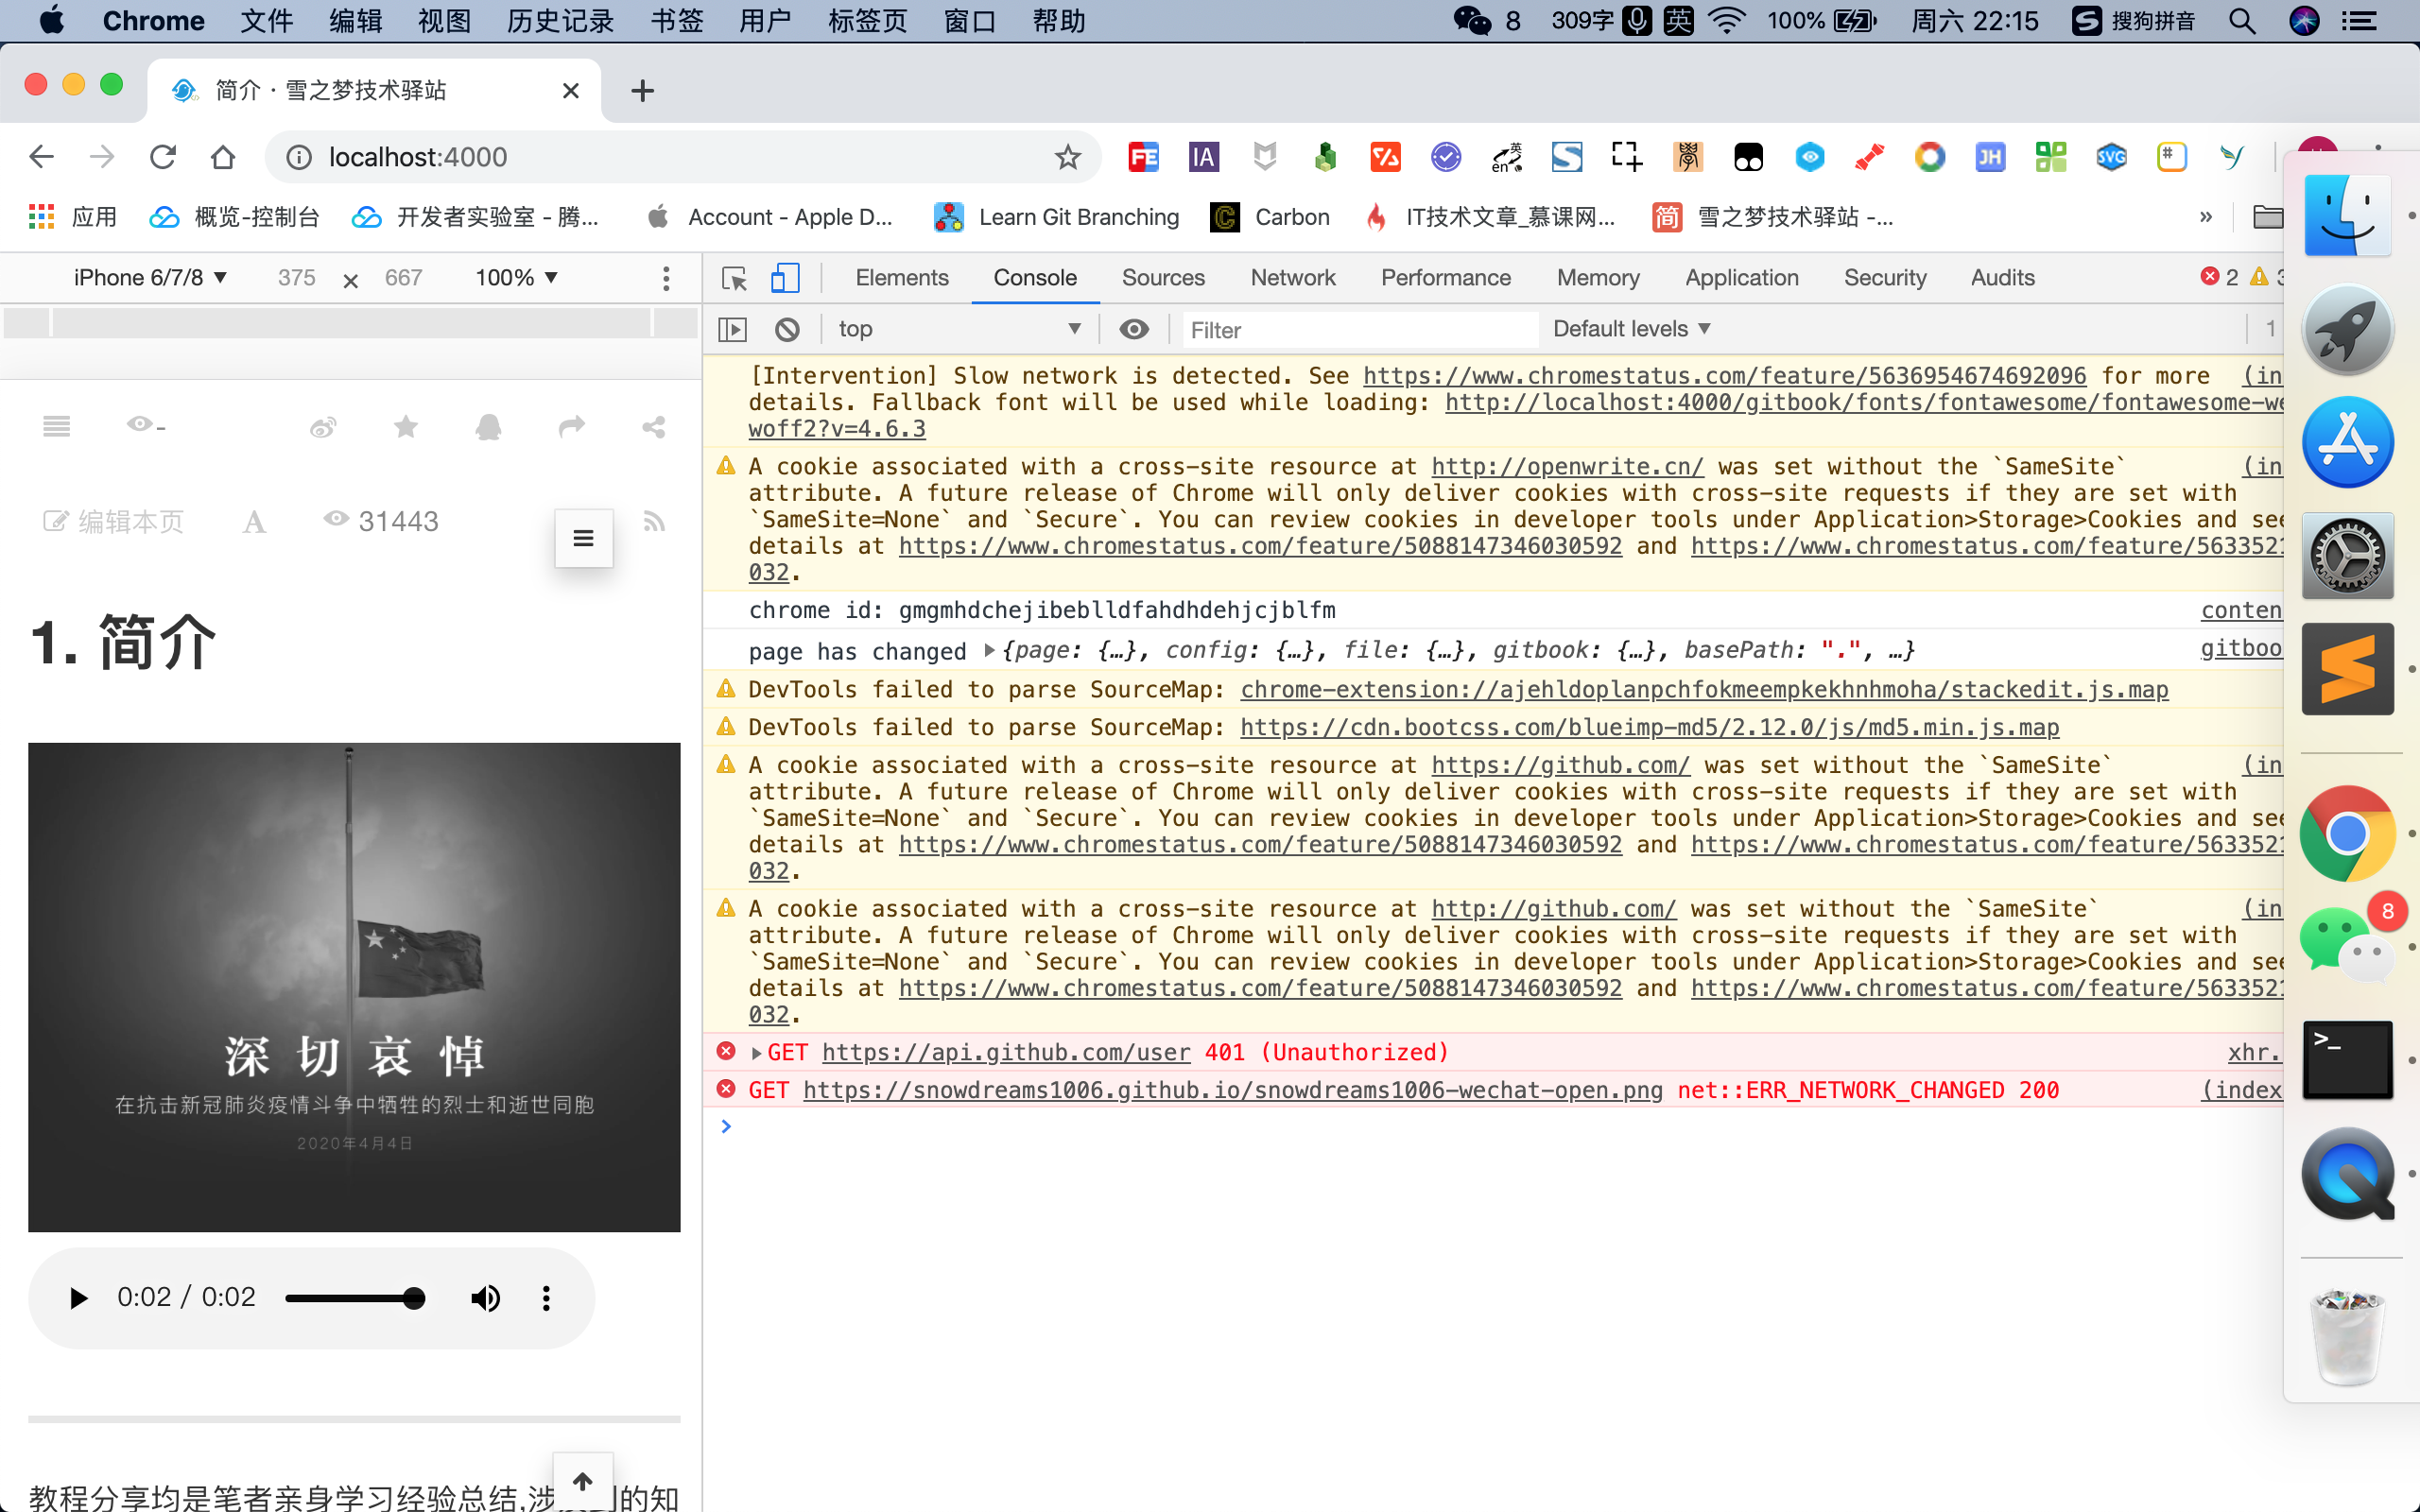 Chrome 文件 编辑 视图 历史记录 书签 用户 标签页 窗口 帮助 8 309字 英 100% 周六 22:15 搜狗拼音
简介 · 雪之梦技术驿站
localhost:4000
应用 概览-控制台 开发者实验室 - 腾... Account - Apple D... Learn Git Branching Carbon IT技术文章_慕课网... 简 雪之梦技术驿站 -... »
iPhone 6/7/8 375 × 667 100%
Elements Console Sources Network Performance Memory Application Security Audits 2
top Filter Default levels 1
[Intervention] Slow network is detected. See https://www.chromestatus.com/feature/5636954674692096 for more (in
details. Fallback font will be used while loading: http://localhost:4000/gitbook/fonts/fontawesome/fontawesome-we
woff2?v=4.6.3
A cookie associated with a cross-site resource at http://openwrite.cn/ was set without the `SameSite` (in
attribute. A future release of Chrome will only deliver cookies with cross-site requests if they are set with
`SameSite=None` and `Secure`. You can review cookies in developer tools under Application>Storage>Cookies and see
details at https://www.chromestatus.com/feature/5088147346030592 and https://www.chromestatus.com/feature/563352
032.
chrome id: gmgmhdchejibeblldfahdhdehjcjblfm conten
page has changed {page: {…}, config: {…}, file: {…}, gitbook: {…}, basePath: ".", …} gitboo
DevTools failed to parse SourceMap: chrome-extension://ajehldoplanpchfokmeempkekhnhmoha/stackedit.js.map
DevTools failed to parse SourceMap: https://cdn.bootcss.com/blueimp-md5/2.12.0/js/md5.min.js.map
A cookie associated with a cross-site resource at https://github.com/ was set without the `SameSite` (in
attribute. A future release of Chrome will only deliver cookies with cross-site requests if they are set with
`SameSite=None` and `Secure`. You can review cookies in developer tools under Application>Storage>Cookies and see
details at https://www.chromestatus.com/feature/5088147346030592 and https://www.chromestatus.com/feature/563352
032.
A cookie associated with a cross-site resource at http://github.com/ was set without the `SameSite` (in
attribute. A future release of Chrome will only deliver cookies with cross-site requests if they are set with
`SameSite=None` and `Secure`. You can review cookies in developer tools under Application>Storage>Cookies and see
details at https://www.chromestatus.com/feature/5088147346030592 and https://www.chromestatus.com/feature/563352
032.
GET https://api.github.com/user 401 (Unauthorized) xhr.
GET https://snowdreams1006.github.io/snowdreams1006-wechat-open.png net::ERR_NETWORK_CHANGED 200 (index
-
编辑本页 A 31443
1. 简介
深切哀悼
在抗击新冠肺炎疫情斗争中牺牲的烈士和逝世同胞
2020年4月4日
0:02 / 0:02
教程分享均是笔者亲身学习经验总结,涉 的知
8